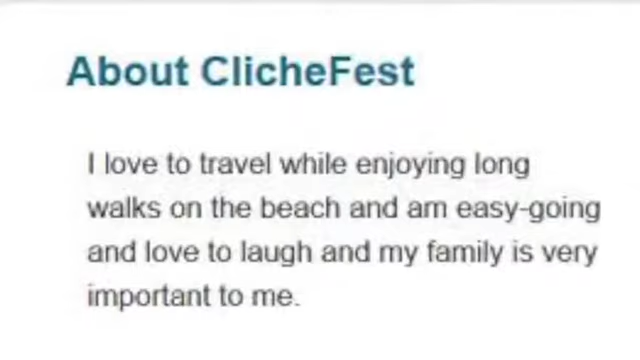 About ClicheFest
I love to travel while enjoying long
walks on the beach and am easy-going
and love to laugh and my family is very
important to me.